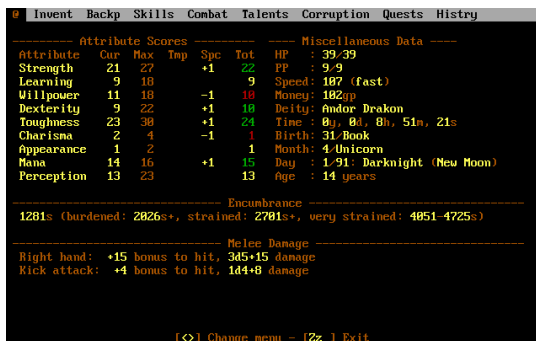 @ Invent Backp Skills Combat Talents Corruption Quests Histry
--------- Attribute Scores --------- ---- Miscellaneous Data ----
Attribute Cur Max Tmp Spc Tot HP : 39/39
Strength 21 27 +1 22 PP : 9/9
Learning 9 18 9 Speed: 107 (fast)
Willpower 11 18 -1 10 Money: 102gp
Dexterity 9 22 +1 10 Deity: Andor Drakon
Toughness 23 30 +1 24 Time : 0y, 0d, 8h, 51m, 21s
Charisma 2 4 -1 1 Birth: 31/Book
Appearance 1 2 1 Month: 4/Unicorn
Mana 14 16 +1 15 Day : 1/91: Darknight (New Moon)
Perception 13 23 13 Age : 14 years
------------------------------- Encumbrance -------------------------------
1281s (burdened: 2026s+, strained: 2701s+, very strained: 4051-4725s)
------------------------------- Melee Damage -------------------------------
Right hand: +15 bonus to hit, 3d5+15 damage
Kick attack: +4 bonus to hit, 1d4+8 damage
[<>] Change menu - [Zz ] Exit